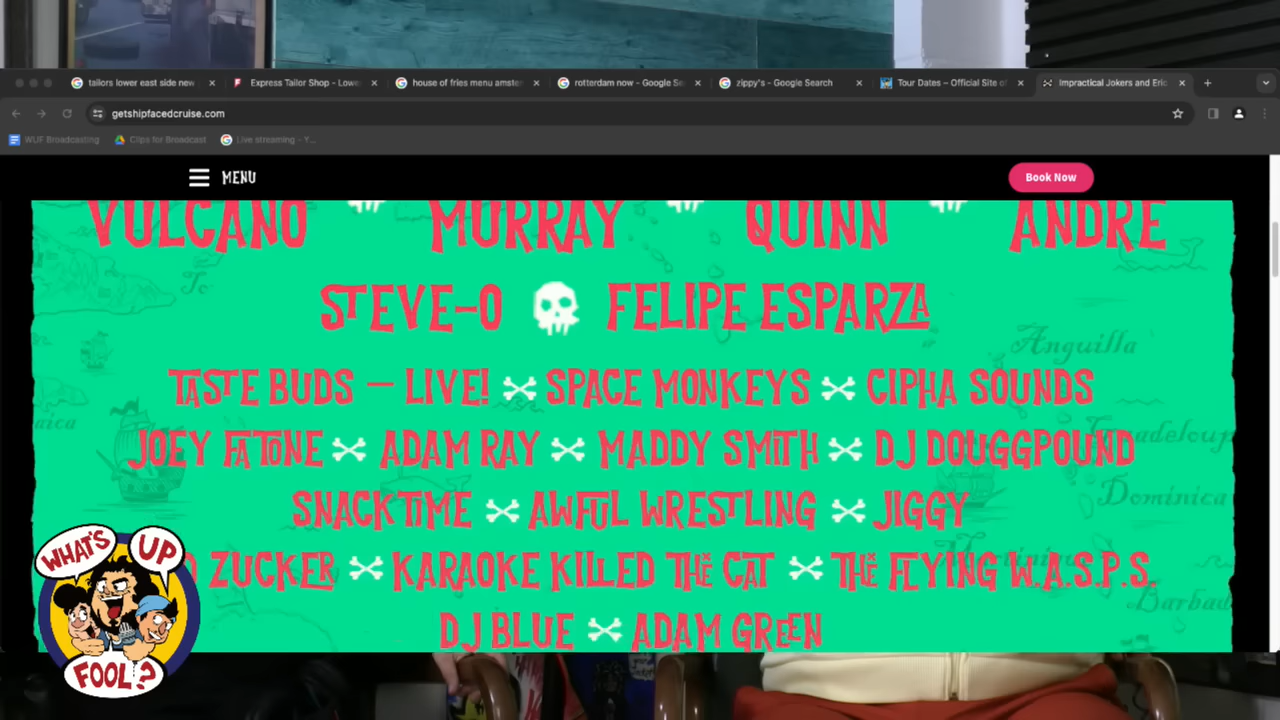 tailors lower east side new
Express Tailor Shop - Lowe
house of fries menu amste
rotterdam now - Google Se
zippy's - Google Search
Tour Dates – Official Site of
Impractical Jokers and Eric
getshipfacedcruise.com
WUF Broadcasting
Clips for Broadcast
Live streaming - Y...
MENU
Book Now
VULCANO MURRAY QUINN ANDRE
STEVE-O FELIPE ESPARZA
TASTE BUDS – LIVE! SPACE MONKEYS CIPHA SOUNDS
JOEY FATONE ADAM RAY MADDY SMITH DJ DOUGGPOUND
SNACKTIME AWFUL WRESTLING JIGGY
ZUCKER KARAOKE KILLED THE CAT THE FLYING W.A.S.P.S.
DJ BLUE ADAM GREEN
Anguilla
Dominica
WHAT'S UP
FOOL?